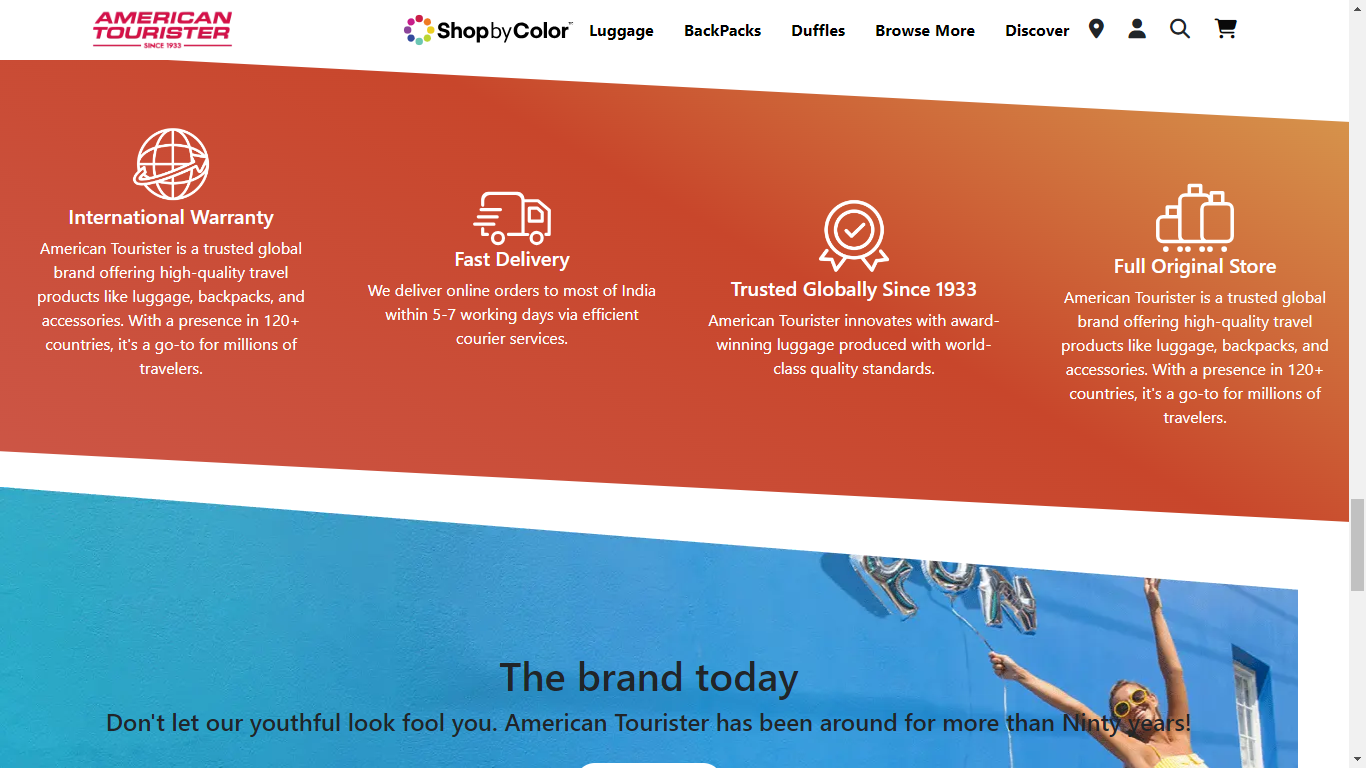 AMERICAN
TOURISTER
SINCE 1933
ShopbyColor™
Luggage
BackPacks
Duffles
Browse More
Discover
International Warranty
American Tourister is a trusted global
brand offering high-quality travel
products like luggage, backpacks, and
accessories. With a presence in 120+
countries, it's a go-to for millions of
travelers.
Fast Delivery
We deliver online orders to most of India
within 5-7 working days via efficient
courier services.
Trusted Globally Since 1933
American Tourister innovates with award-
winning luggage produced with world-
class quality standards.
Full Original Store
American Tourister is a trusted global
brand offering high-quality travel
products like luggage, backpacks, and
accessories. With a presence in 120+
countries, it's a go-to for millions of
travelers.
The brand today
Don't let our youthful look fool you. American Tourister has been around for more than Ninty years!